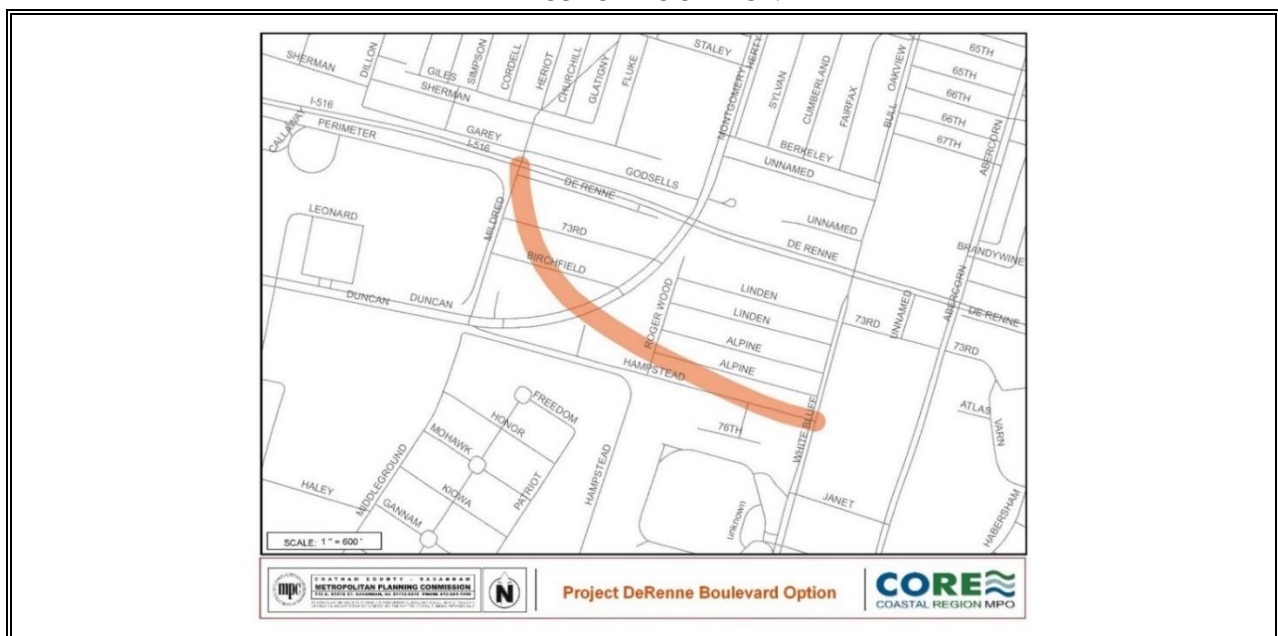 SHERMAN
DILLON
GILES
SIMPSON
CORDELL
HERIOT
CHURCHILL
GLATIGNY
FLUKE
STALEY
HERTY
MONTGOMERY
SYLVAN
CUMBERLAND
FAIRFAX
BULL
OAKVIEW
65TH
65TH
66TH
66TH
67TH
ABERCORN
SHERMAN
I-516
PERIMETER
CALLAWAY
GAREY
I-516
GODSELLS
BERKELEY
UNNAMED
DE RENNE
LEONARD
MILDRED
73RD
UNNAMED
DE RENNE
BRANDYWINE
BIRCHFIELD
DUNCAN
DUNCAN
ROGER WOOD
LINDEN
LINDEN
ALPINE
ALPINE
73RD
UNNAMED
ABERCORN
DE RENNE
73RD
HAMPSTEAD
FREEDOM
HONOR
MOHAWK
KIOWA
PATRIOT
HAMPSTEAD
76TH
WHITE BLUFF
ATLAS
VARN
HALEY
MIDDLEGROUND
GANNAM
unknown
JANET
HABERSHAM
SCALE: 1" = 600'
mpc
CHATHAM COUNTY - SAVANNAH
METROPOLITAN PLANNING COMMISSION
N
Project DeRenne Boulevard Option
CORE
COASTAL REGION MPO